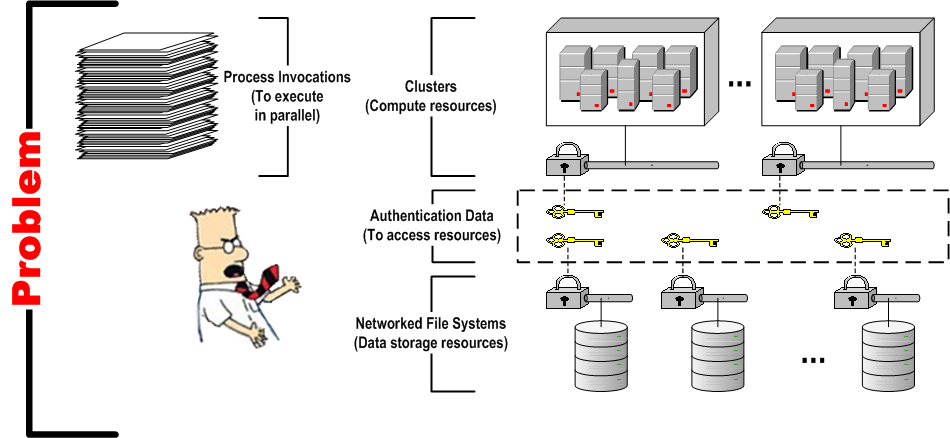 Problem
Process Invocations
(To execute
in parallel)
Clusters
(Compute resources)
...
Authentication Data
(To access resources)
Networked File Systems
(Data storage resources)
...